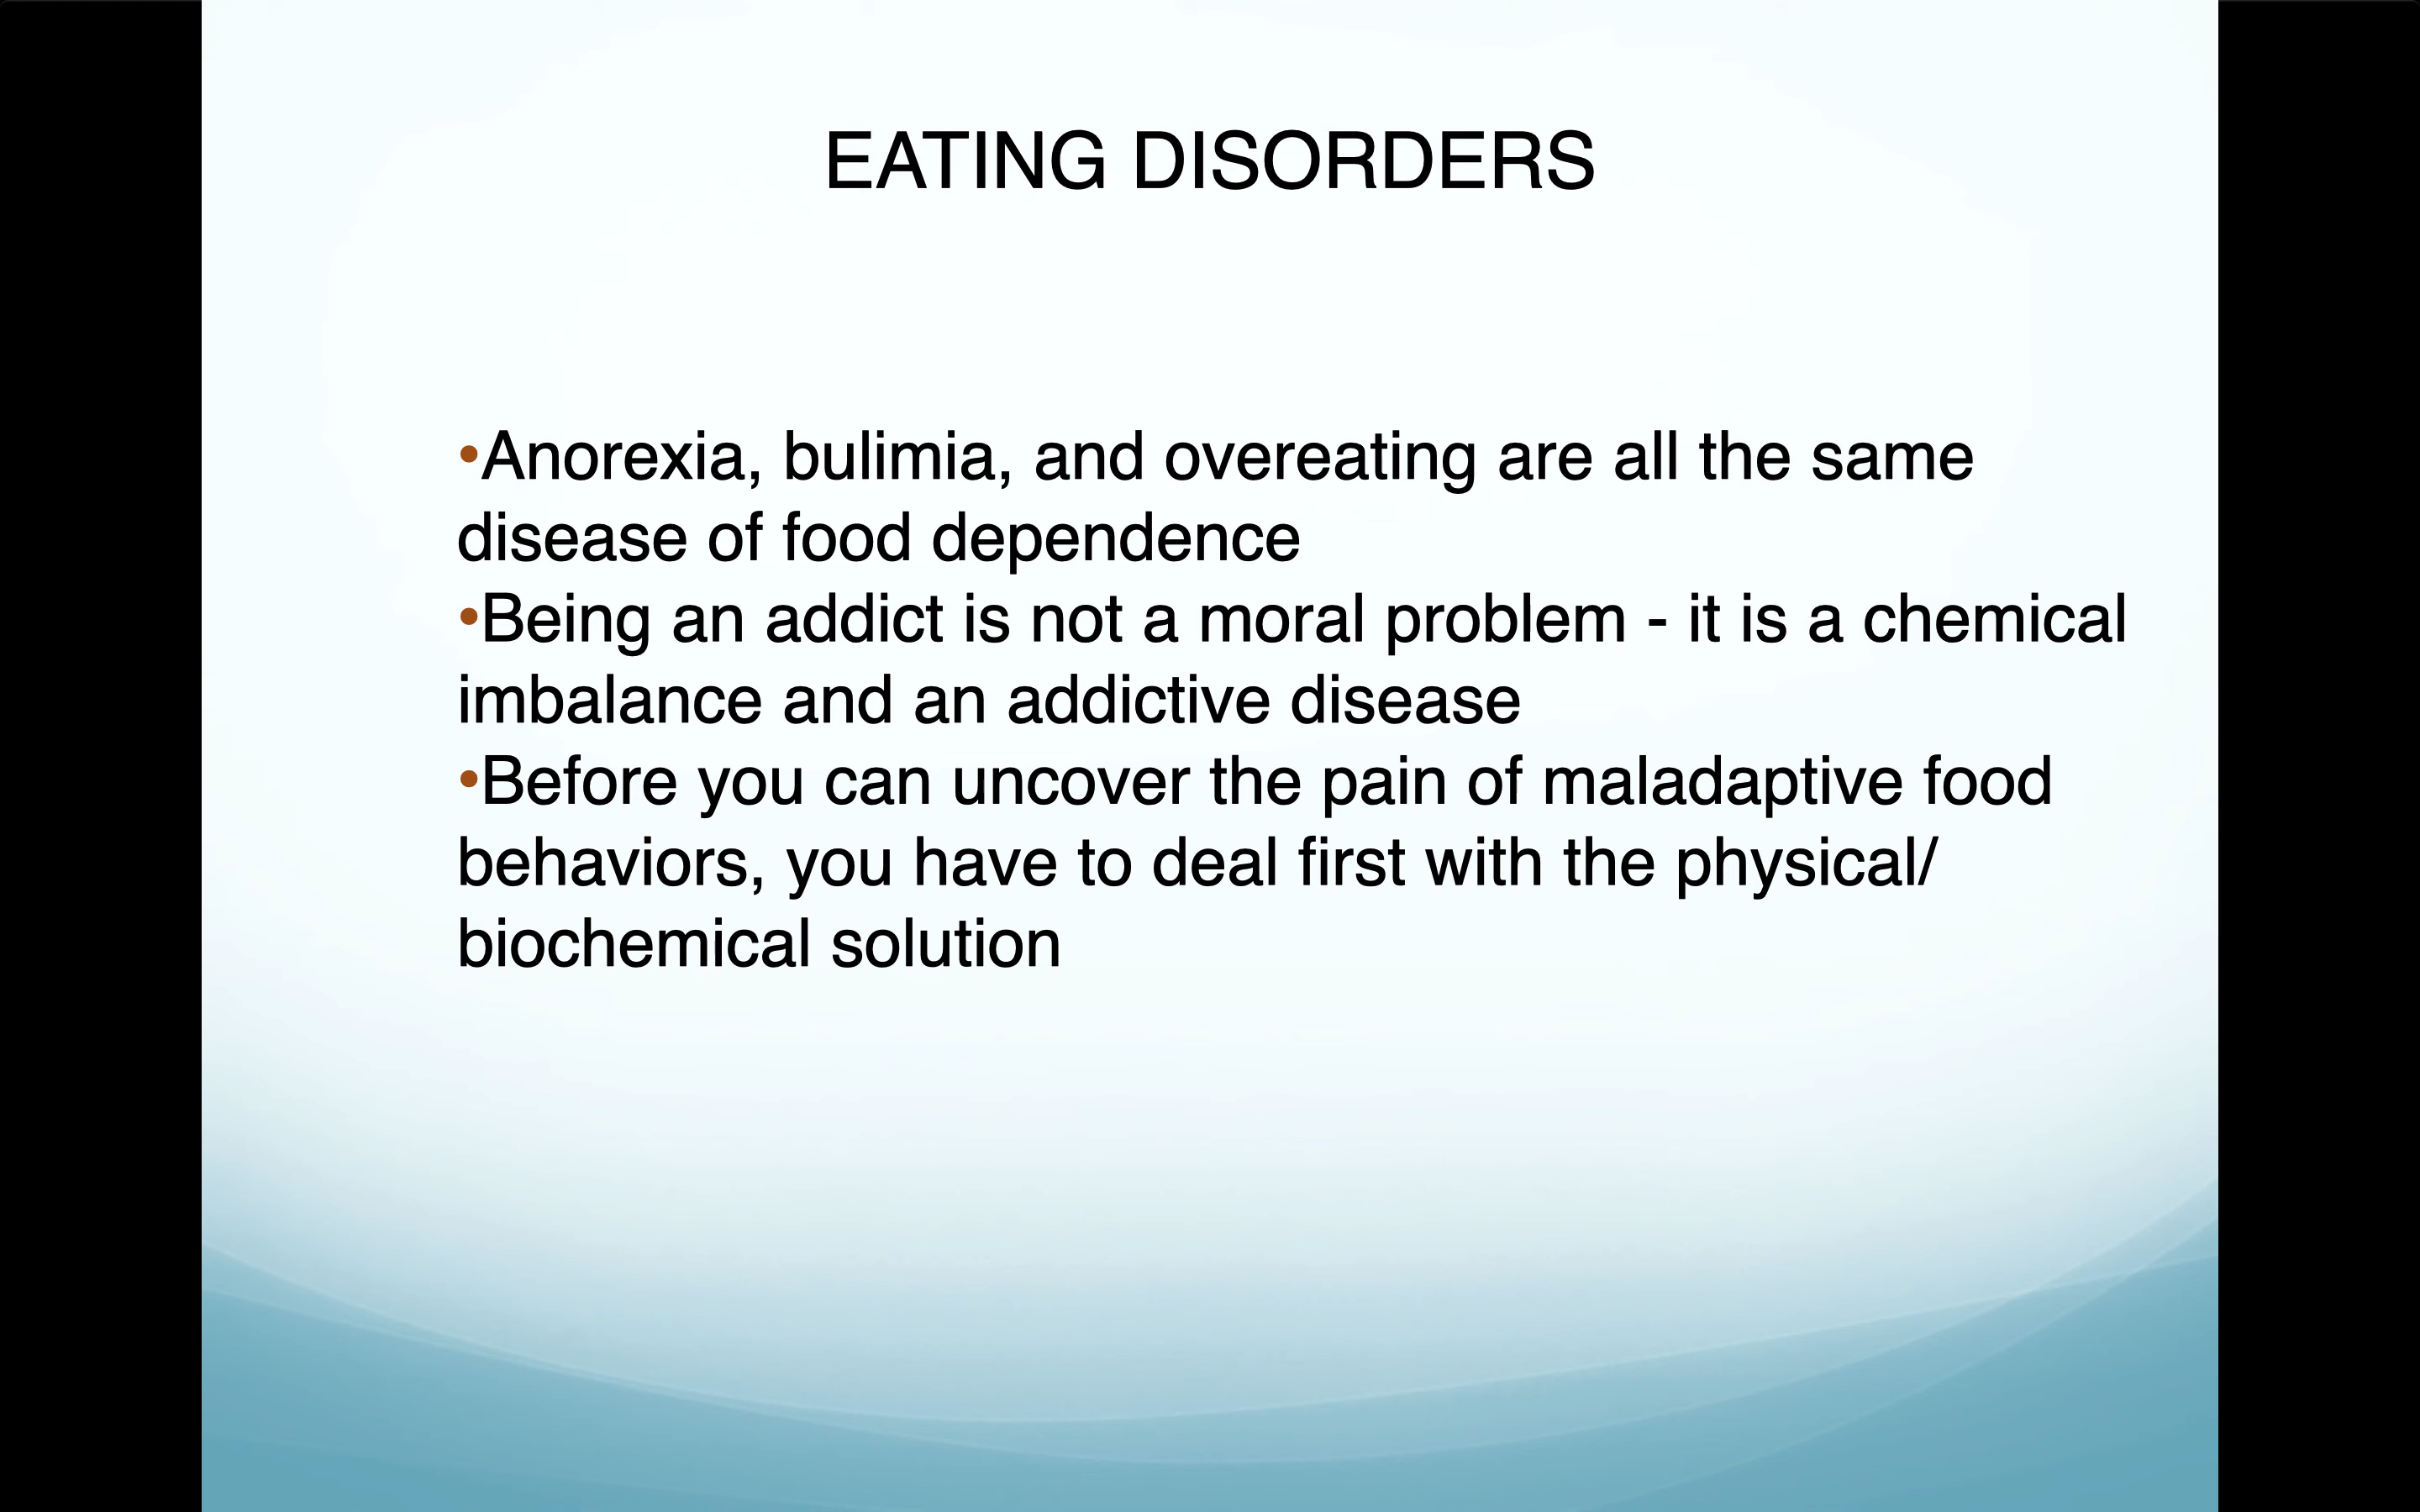 EATING DISORDERS
•Anorexia, bulimia, and overeating are all the same
disease of food dependence
•Being an addict is not a moral problem - it is a chemical
imbalance and an addictive disease
•Before you can uncover the pain of maladaptive food
behaviors, you have to deal first with the physical/
biochemical solution